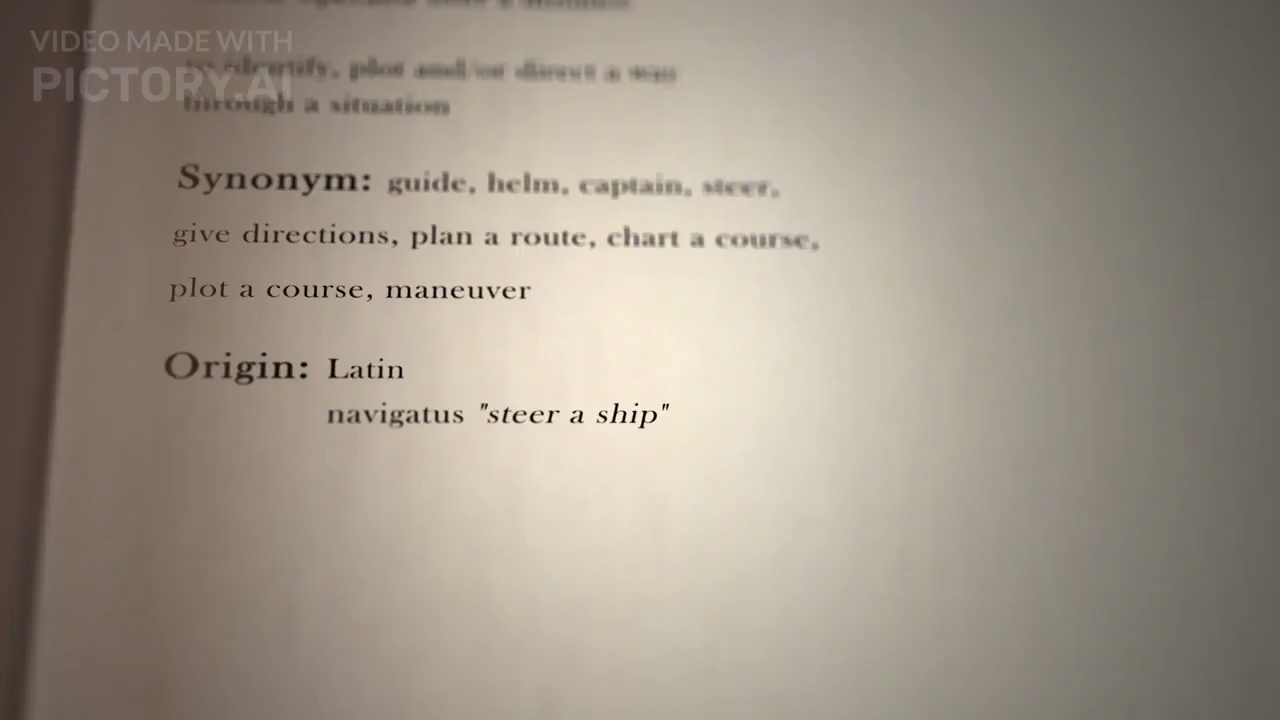 VIDEO MADE WITH
PICTORY.AI
to identify, plot and/or direct a way
through a situation
Synonym: guide, helm, captain, steer,
give directions, plan a route, chart a course,
plot a course, maneuver
Origin: Latin
navigatus "steer a ship"